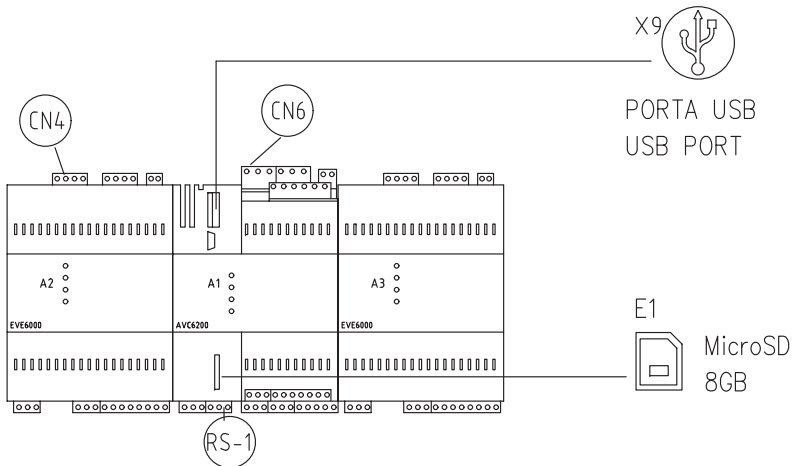 X9
PORTA USB
USB PORT
CN4
CN6
A2
A1
A3
EVE6000
AVC6200
EVE6000
E1
MicroSD
8GB
RS-1